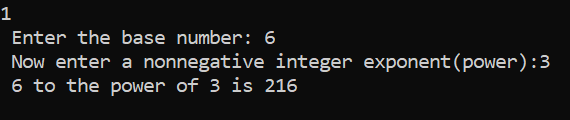 1
Enter the base number: 6
Now enter a nonnegative integer exponent(power):3
6 to the power of 3 is 216